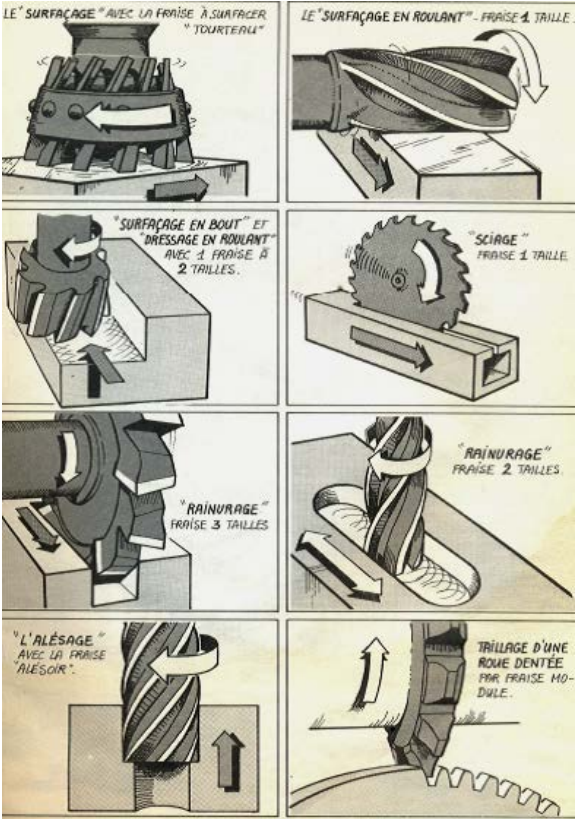 LE "SURFAÇAGE" AVEC LA FRAISE À SURFACER
"TOURTEAU"
LE "SURFAÇAGE EN ROULANT" - FRAISE 1 TAILLE.
"SURFAÇAGE EN BOUT" ET
"DRESSAGE EN ROULANT"
AVEC 1 FRAISE À
2 TAILLES.
"SCIAGE"
FRAISE 1 TAILLE
"RAINURAGE"
FRAISE 3 TAILLES
"RAINURAGE"
FRAISE 2 TAILLES.
"L'ALÉSAGE"
AVEC LA FRAISE
"ALÉSOIR".
TAILLAGE D'UNE
ROUE DENTÉE
PAR FRAISE MO-
DULE.